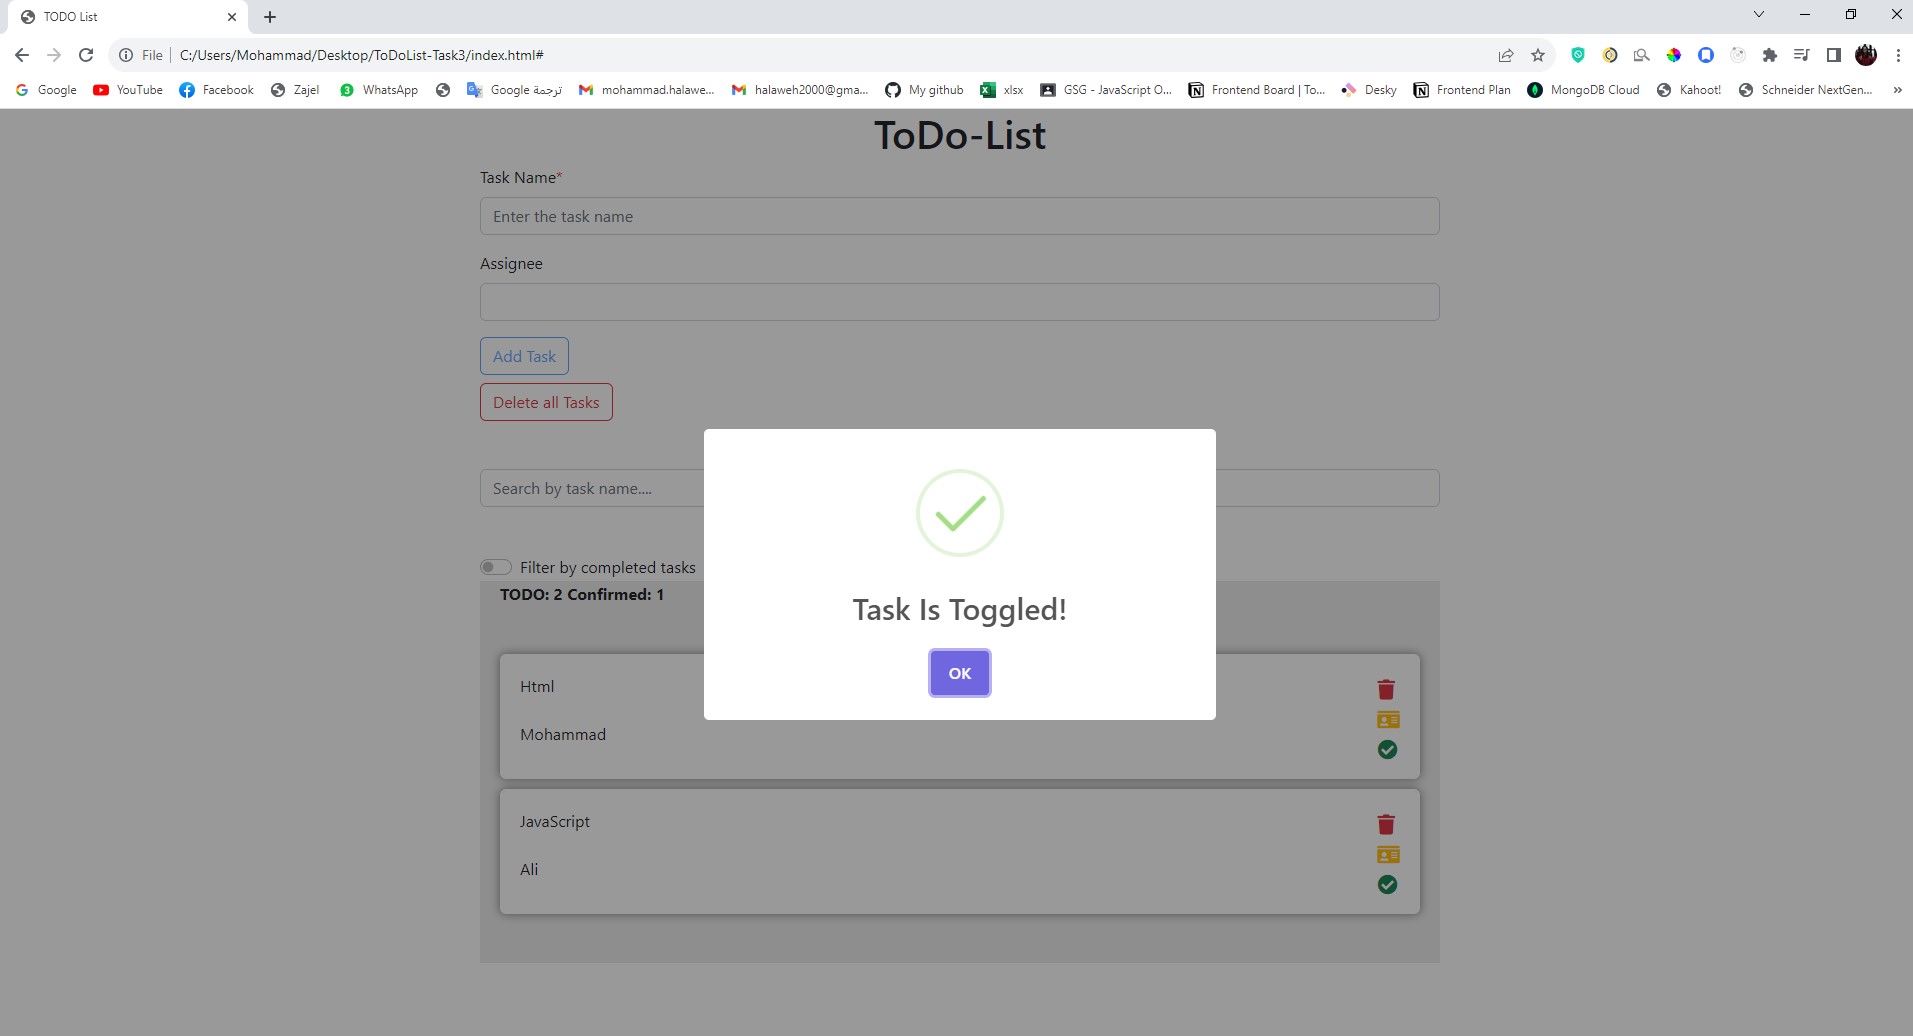 TODO List
File C:/Users/Mohammad/Desktop/ToDoList-Task3/index.html#
Google YouTube Facebook Zajel WhatsApp Google ترجمة mohammad.halawe... halaweh2000@gma... My github xlsx GSG - JavaScript O... Frontend Board | To... Desky Frontend Plan MongoDB Cloud Kahoot! Schneider NextGen... »
ToDo-List
Task Name*
Enter the task name
Assignee
Add Task
Delete all Tasks
Search by task name....
Filter by completed tasks
TODO: 2 Confirmed: 1
Task Is Toggled!
OK
Html
Mohammad
JavaScript
Ali